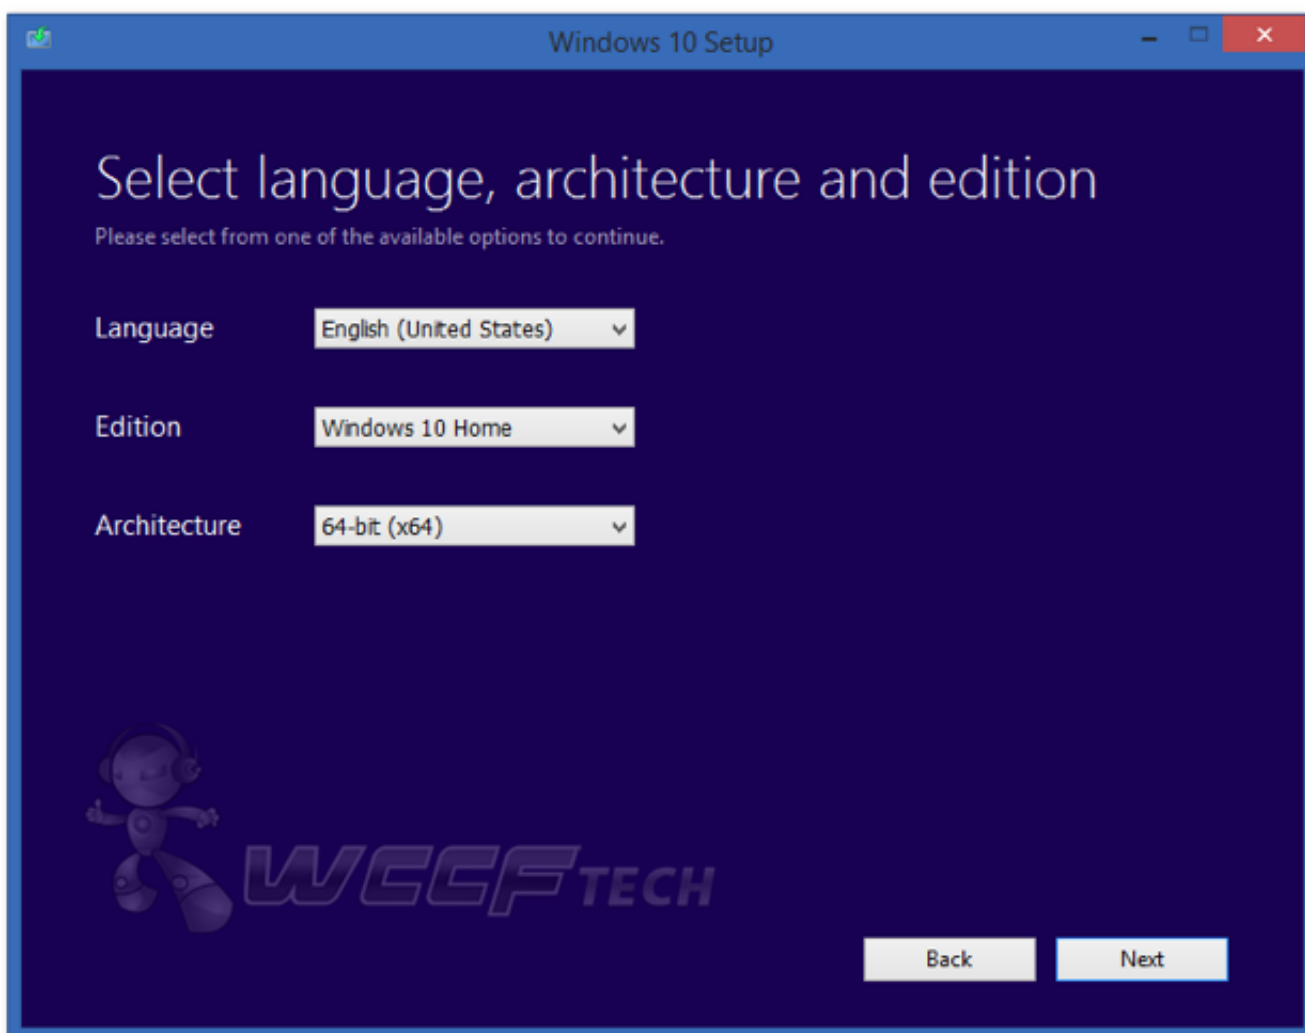 Windows 10 Setup
Select language, architecture and edition
Please select from one of the available options to continue.
Language English (United States)
Edition Windows 10 Home
Architecture 64-bit (x64)
WCCFTECH
Back Next